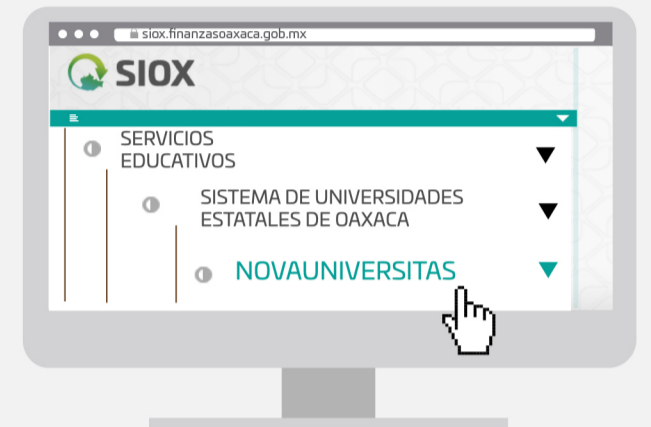 siox.finanzasoaxaca.gob.mx
SIOX
SERVICIOS
EDUCATIVOS
SISTEMA DE UNIVERSIDADES
ESTATALES DE OAXACA
NOVAUNIVERSITAS